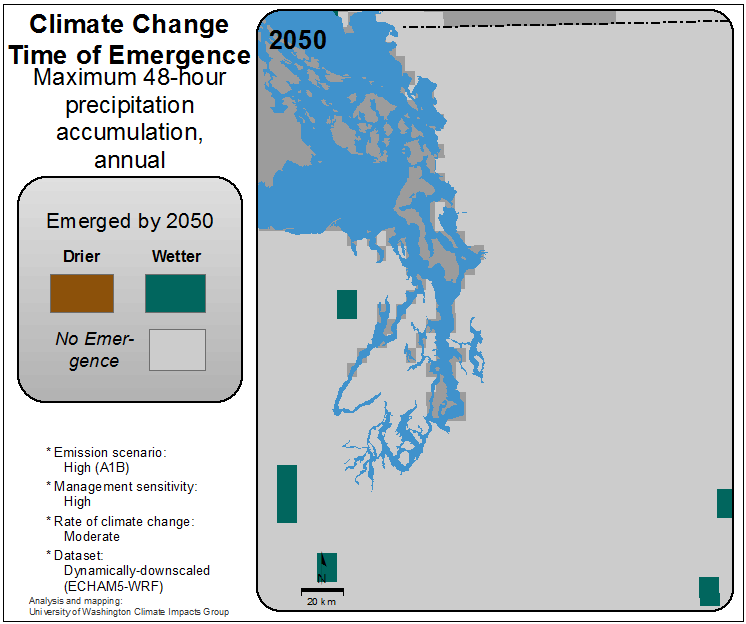 Climate Change
Time of Emergence
Maximum 48-hour
precipitation
accumulation,
annual
Emerged by 2050
Drier
Wetter
No Emer-
gence
* Emission scenario:
High (A1B)
* Management sensitivity:
High
* Rate of climate change:
Moderate
* Dataset:
Dynamically-downscaled
(ECHAM5-WRF)
Analysis and mapping:
University of Washington Climate Impacts Group
2050
N
20 km